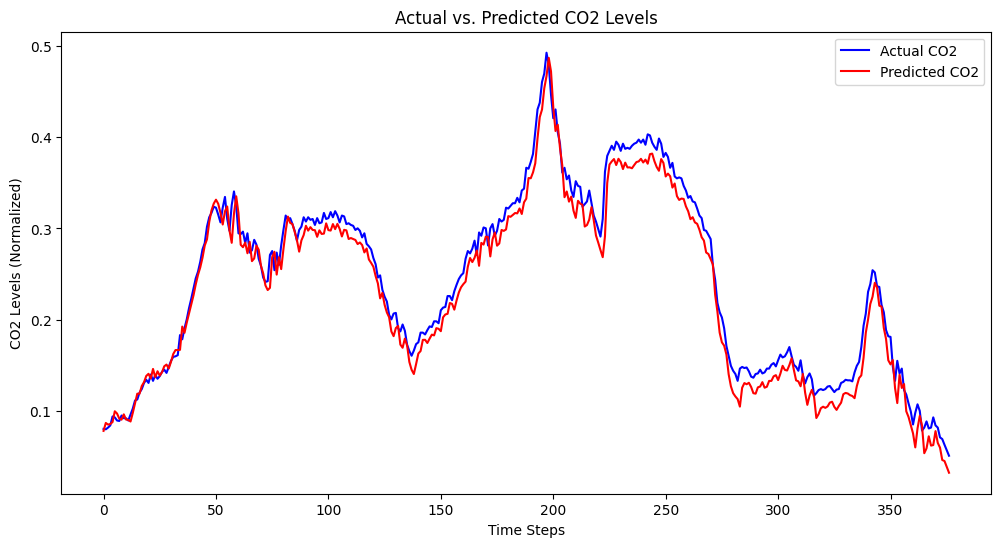 Actual vs. Predicted CO2 Levels
Actual CO2
Predicted CO2
CO2 Levels (Normalized)
0.5
0.4
0.3
0.2
0.1
0 50 100 150 200 250 300 350
Time Steps